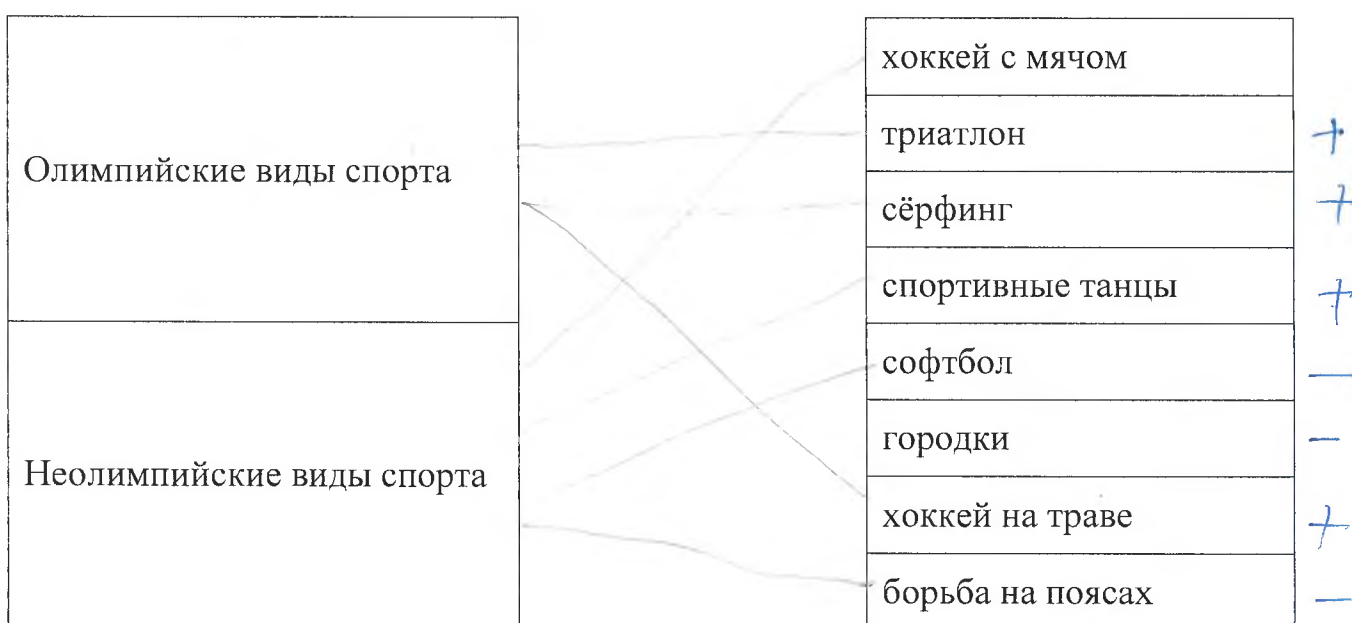 Олимпийские виды спорта
Неолимпийские виды спорта
хоккей с мячом
триатлон +
сёрфинг +
спортивные танцы +
софтбол —
городки –
хоккей на траве +
борьба на поясах —